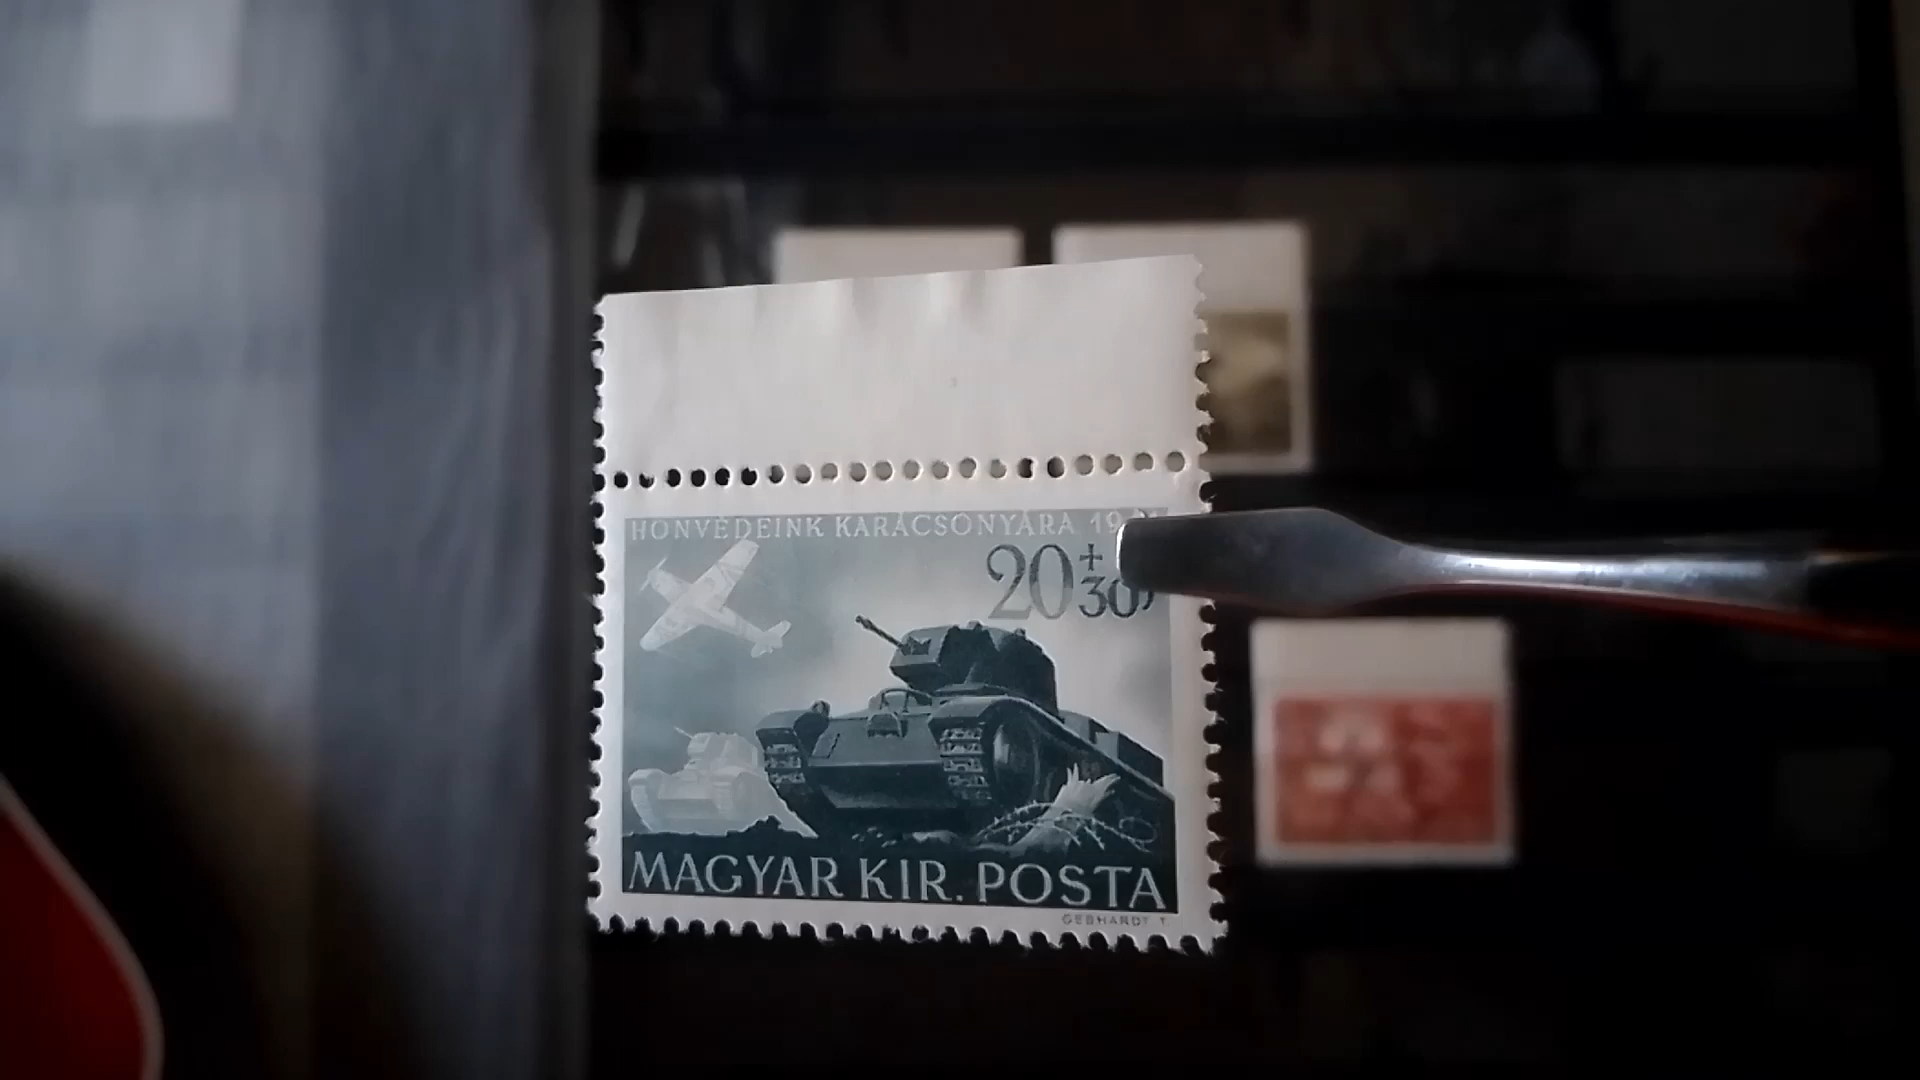 HONVÉDEINK KARÁCSONYÁRA
20 + 30
MAGYAR KIR. POSTA
GEBHARDT T.